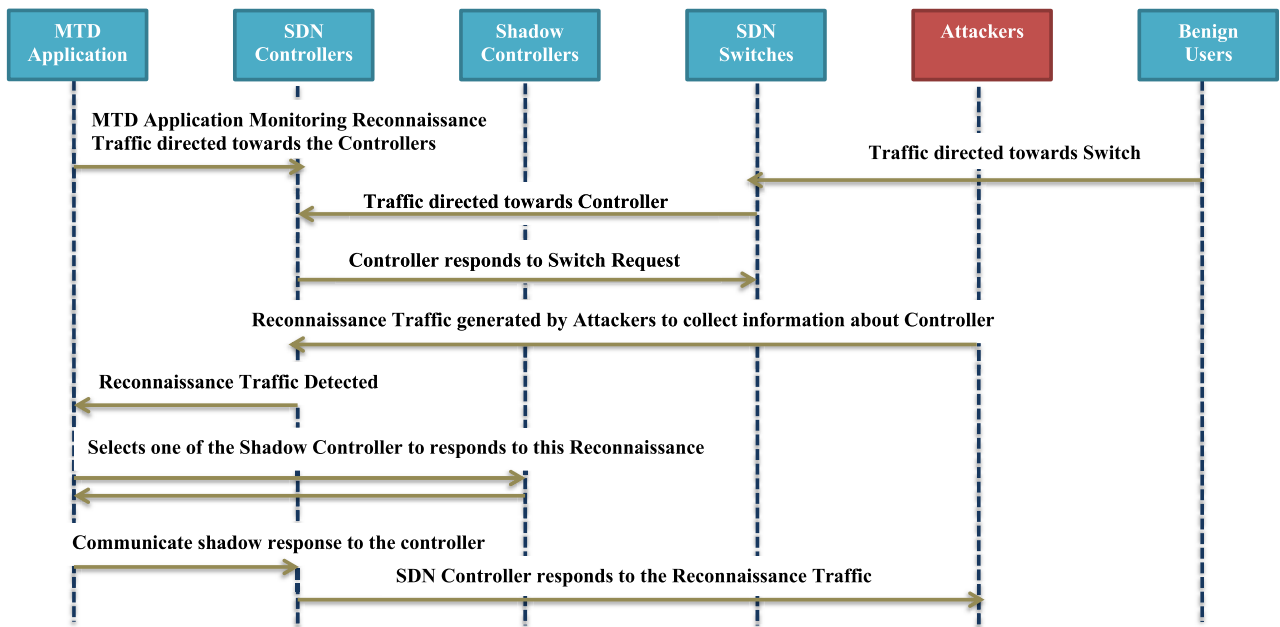 MTD
Application
SDN
Controllers
Shadow
Controllers
SDN
Switches
Attackers
Benign
Users
MTD Application Monitoring Reconnaissance
Traffic directed towards the Controllers
Traffic directed towards Switch
Traffic directed towards Controller
Controller responds to Switch Request
Reconnaissance Traffic generated by Attackers to collect information about Controller
Reconnaissance Traffic Detected
Selects one of the Shadow Controller to responds to this Reconnaissance
Communicate shadow response to the controller
SDN Controller responds to the Reconnaissance Traffic